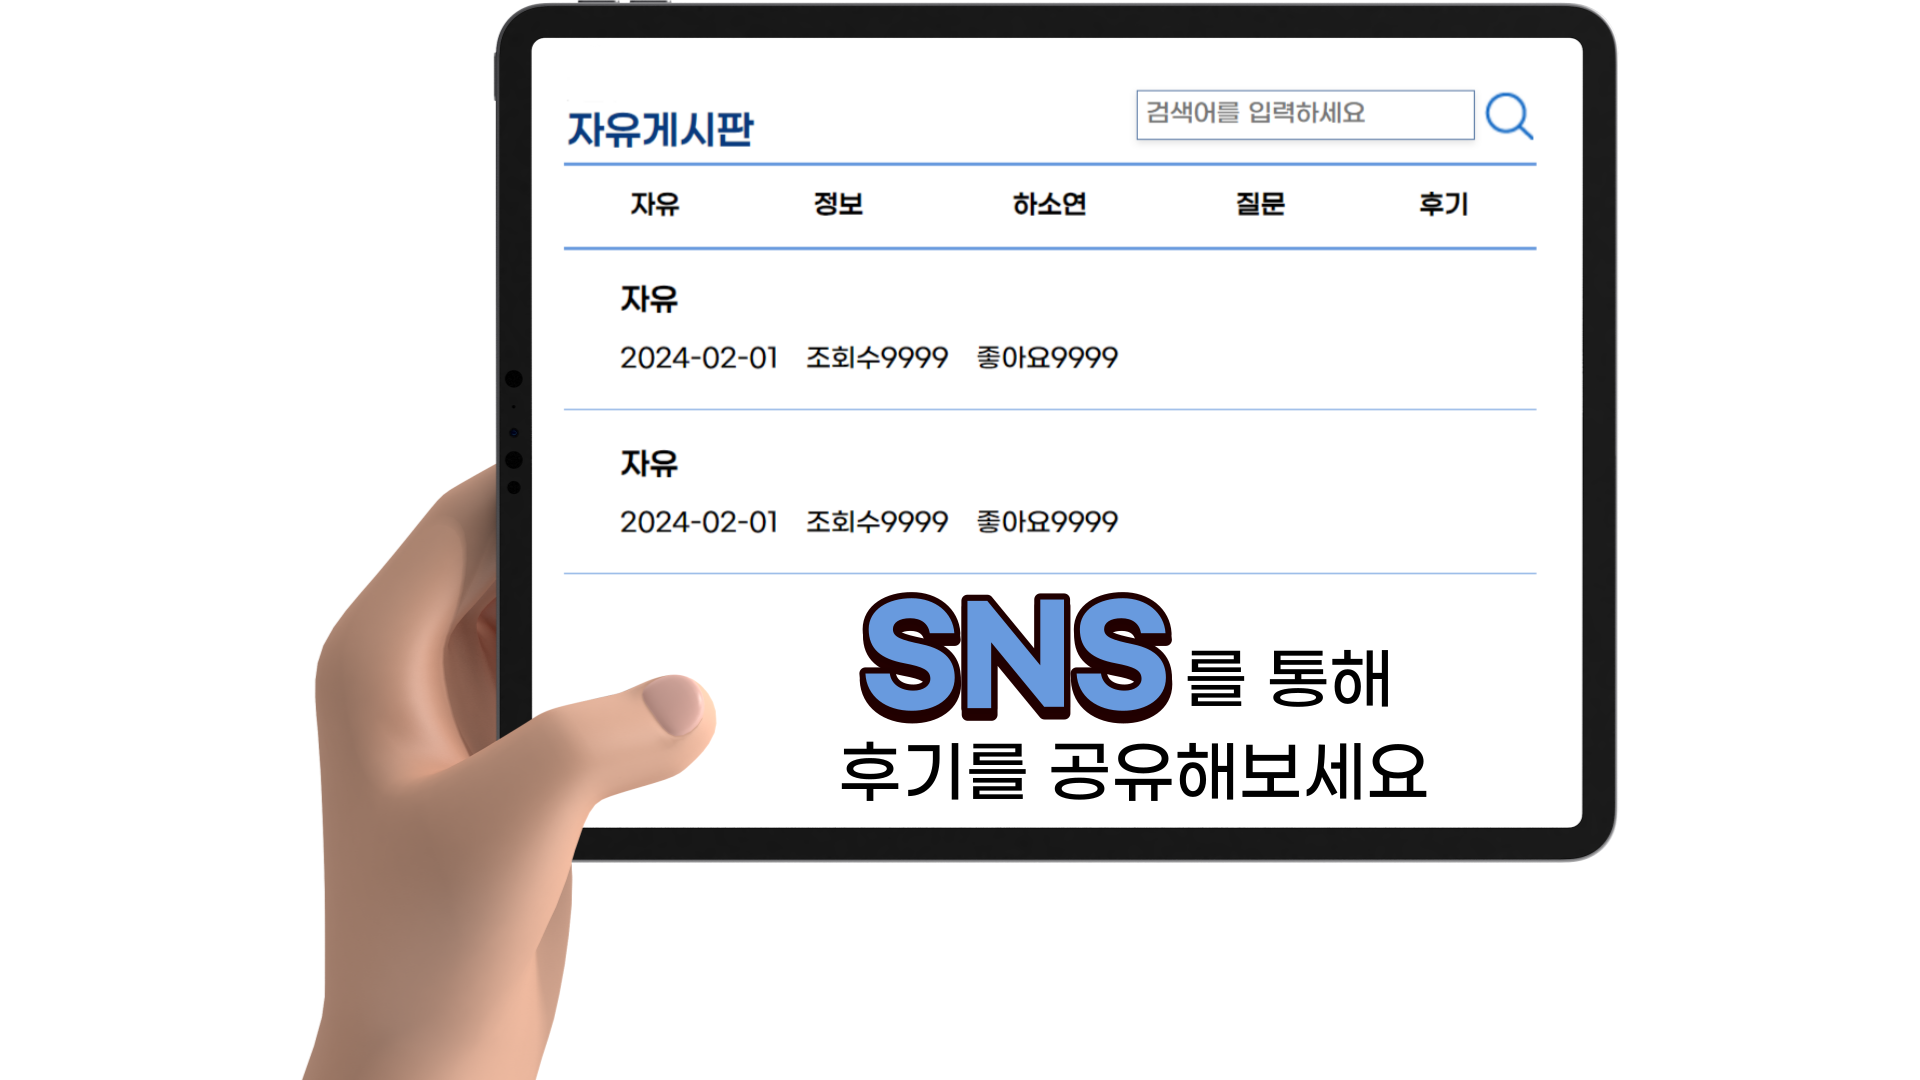 자유게시판
검색어를 입력하세요
자유 정보 하소연 질문 후기
자유
2024-02-01 조회수9999 좋아요9999
자유
2024-02-01 조회수9999 좋아요9999
SNS를 통해
후기를 공유해보세요